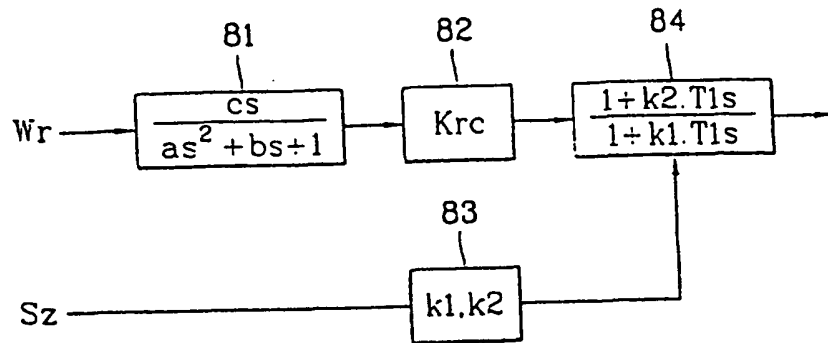 81
82
84
Wr
cs
as² +bs÷1
Krc
1÷k2.T1s
1÷k1.T1s
83
Sz
k1,k2